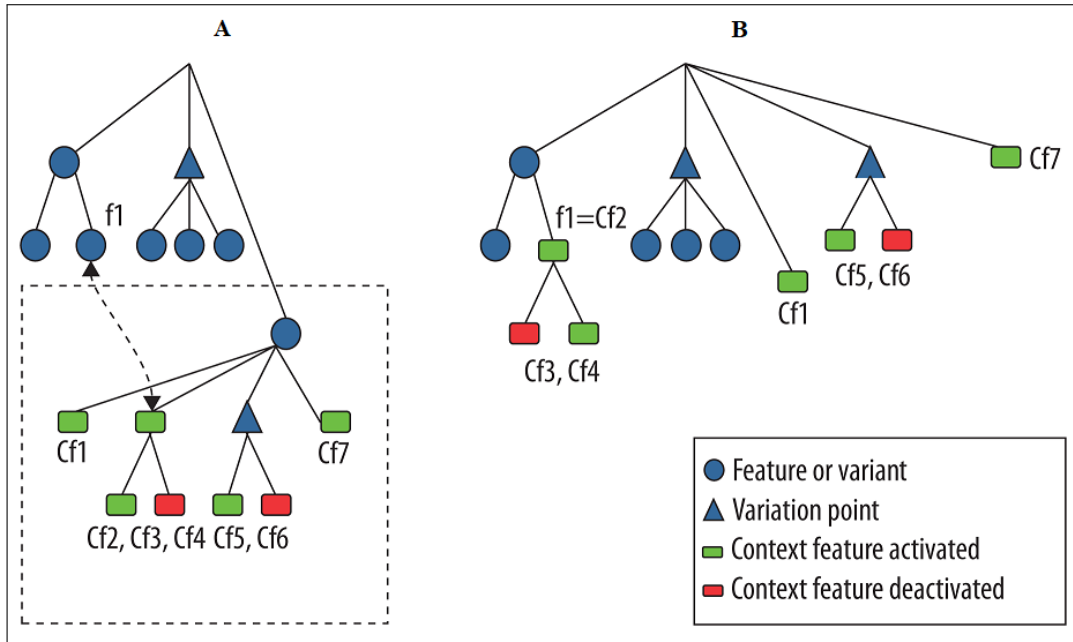 A
B
f1
Cf1
Cf7
Cf2, Cf3, Cf4
Cf5, Cf6
f1=Cf2
Cf3, Cf4
Cf1
Cf5, Cf6
Cf7
Feature or variant
Variation point
Context feature activated
Context feature deactivated